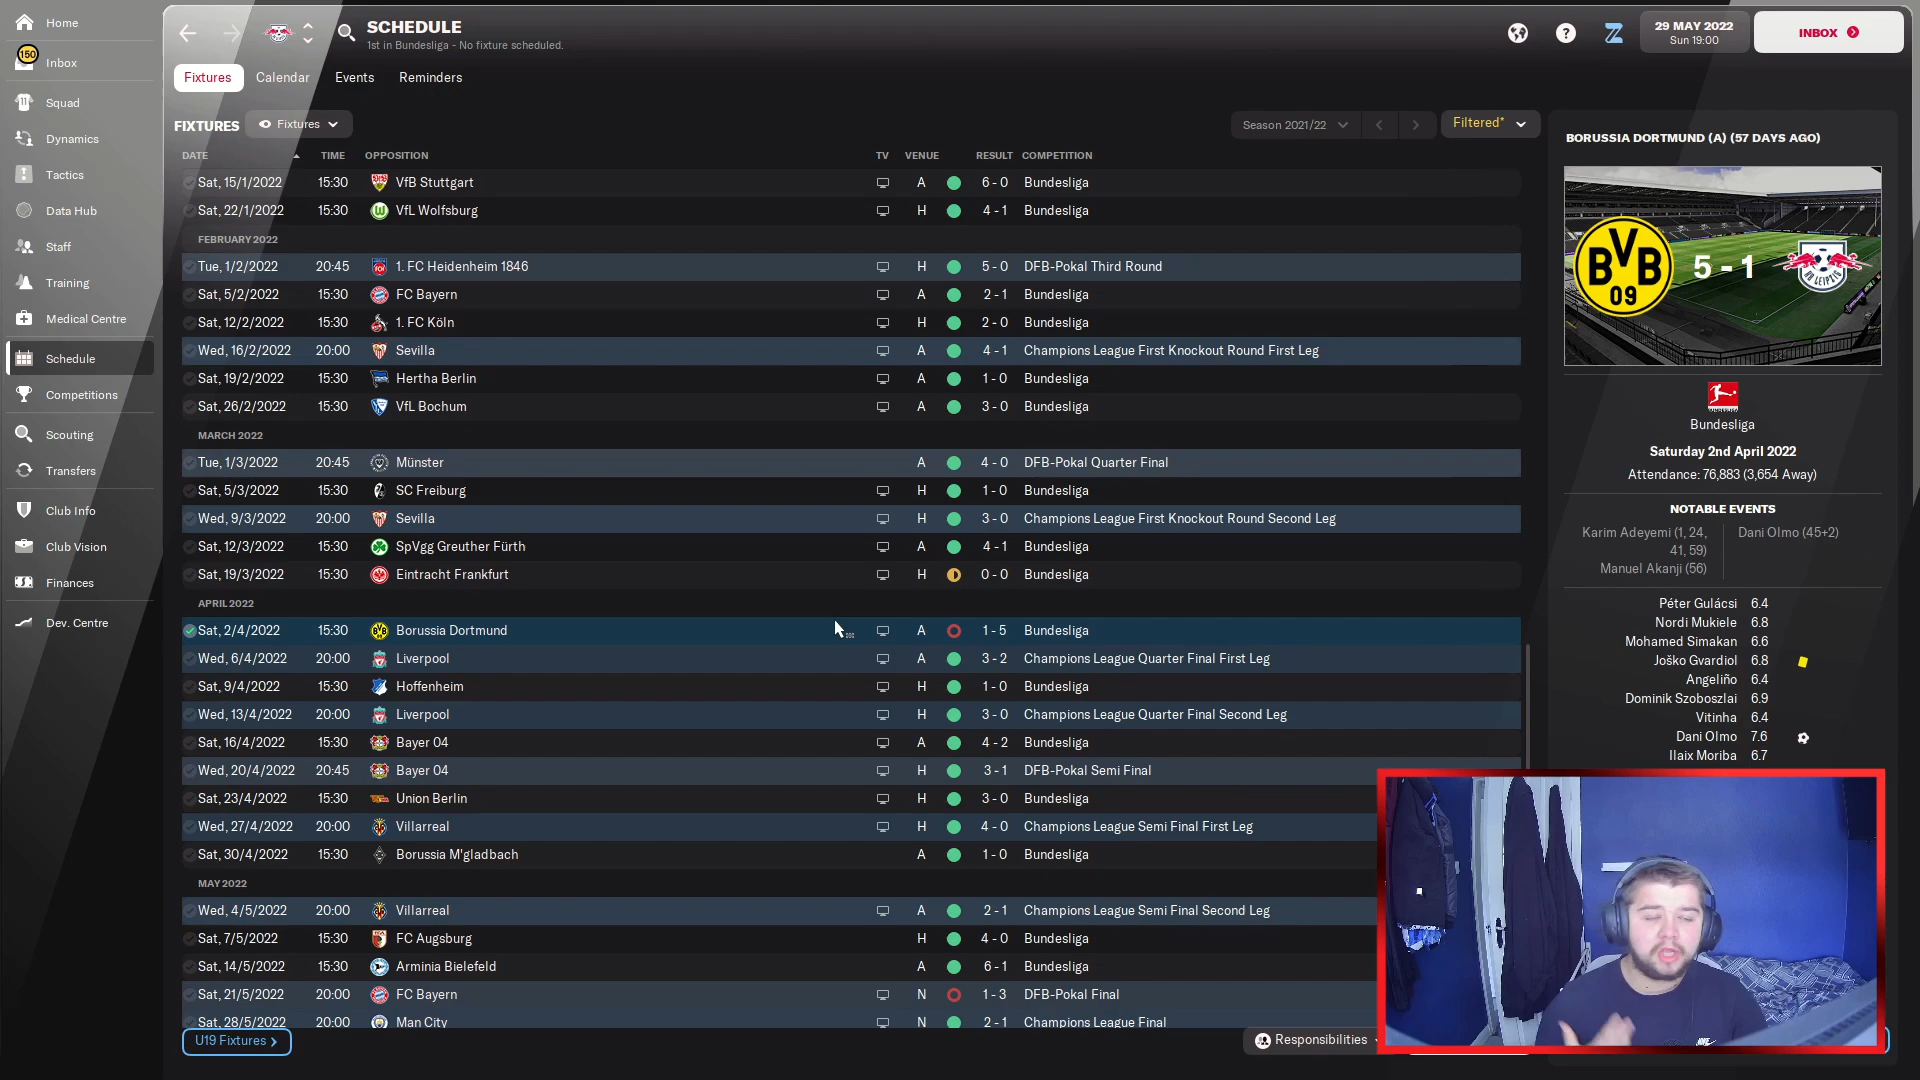 Home
SCHEDULE
1st in Bundesliga - No fixture scheduled.
29 MAY 2022
Sun 19:00
INBOX
150
Inbox
Fixtures Calendar Events Reminders
Squad
Dynamics
Tactics
Data Hub
Staff
Training
Medical Centre
Schedule
Competitions
Scouting
Transfers
Club Info
Club Vision
Finances
Dev. Centre
FIXTURES Fixtures Season 2021/22 Filtered*
DATE TIME OPPOSITION TV VENUE RESULT COMPETITION
Sat, 15/1/2022 15:30 VfB Stuttgart A 6 - 0 Bundesliga
Sat, 22/1/2022 15:30 VfL Wolfsburg H 4 - 1 Bundesliga
FEBRUARY 2022
Tue, 1/2/2022 20:45 1. FC Heidenheim 1846 H 5 - 0 DFB-Pokal Third Round
Sat, 5/2/2022 15:30 FC Bayern A 2 - 1 Bundesliga
Sat, 12/2/2022 15:30 1. FC Köln H 2 - 0 Bundesliga
Wed, 16/2/2022 20:00 Sevilla A 4 - 1 Champions League First Knockout Round First Leg
Sat, 19/2/2022 15:30 Hertha Berlin A 1 - 0 Bundesliga
Sat, 26/2/2022 15:30 VfL Bochum A 3 - 0 Bundesliga
MARCH 2022
Tue, 1/3/2022 20:45 Münster A 4 - 0 DFB-Pokal Quarter Final
Sat, 5/3/2022 15:30 SC Freiburg H 1 - 0 Bundesliga
Wed, 9/3/2022 20:00 Sevilla H 3 - 0 Champions League First Knockout Round Second Leg
Sat, 12/3/2022 15:30 SpVgg Greuther Fürth A 4 - 1 Bundesliga
Sat, 19/3/2022 15:30 Eintracht Frankfurt H 0 - 0 Bundesliga
APRIL 2022
Sat, 2/4/2022 15:30 Borussia Dortmund A 1 - 5 Bundesliga
Wed, 6/4/2022 20:00 Liverpool A 3 - 2 Champions League Quarter Final First Leg
Sat, 9/4/2022 15:30 Hoffenheim H 1 - 0 Bundesliga
Wed, 13/4/2022 20:00 Liverpool H 3 - 0 Champions League Quarter Final Second Leg
Sat, 16/4/2022 15:30 Bayer 04 A 4 - 2 Bundesliga
Wed, 20/4/2022 20:45 Bayer 04 H 3 - 1 DFB-Pokal Semi Final
Sat, 23/4/2022 15:30 Union Berlin H 3 - 0 Bundesliga
Wed, 27/4/2022 20:00 Villarreal H 4 - 0 Champions League Semi Final First Leg
Sat, 30/4/2022 15:30 Borussia M'gladbach A 1 - 0 Bundesliga
MAY 2022
Wed, 4/5/2022 20:00 Villarreal A 2 - 1 Champions League Semi Final Second Leg
Sat, 7/5/2022 15:30 FC Augsburg H 4 - 0 Bundesliga
Sat, 14/5/2022 15:30 Arminia Bielefeld A 6 - 1 Bundesliga
Sat, 21/5/2022 20:00 FC Bayern N 1 - 3 DFB-Pokal Final
Sat, 28/5/2022 20:00 Man City N 2 - 1 Champions League Final
U19 Fixtures
Responsibilities
BORUSSIA DORTMUND (A) (57 DAYS AGO)
BVB
09
5 - 1
RB LEIPZIG
Bundesliga
Saturday 2nd April 2022
Attendance: 76,883 (3,654 Away)
NOTABLE EVENTS
Karim Adeyemi (1, 24, 41, 59)
Manuel Akanji (56)
Dani Olmo (45+2)
Péter Gulácsi 6.4
Nordi Mukiele 6.8
Mohamed Simakan 6.6
Joško Gvardiol 6.8
Angeliño 6.4
Dominik Szoboszlai 6.9
Vitinha 6.4
Dani Olmo 7.6
Ilaix Moriba 6.7